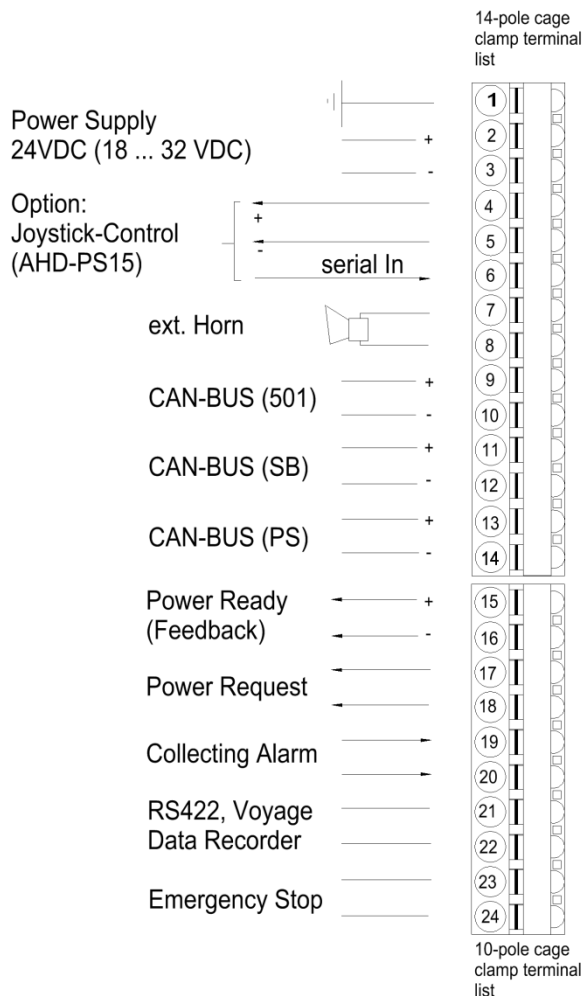 14-pole cage
clamp terminal
list
1
Power Supply
24VDC (18 ... 32 VDC)
+
2
-
3
Option:
Joystick-Control
(AHD-PS15)
+
4
-
5
serial In
6
ext. Horn
7
8
CAN-BUS (501)
+
9
-
10
CAN-BUS (SB)
+
11
-
12
CAN-BUS (PS)
+
13
-
14
Power Ready
(Feedback)
+
15
-
16
Power Request
17
18
Collecting Alarm
19
20
RS422, Voyage
Data Recorder
21
22
Emergency Stop
23
24
10-pole cage
clamp terminal
list